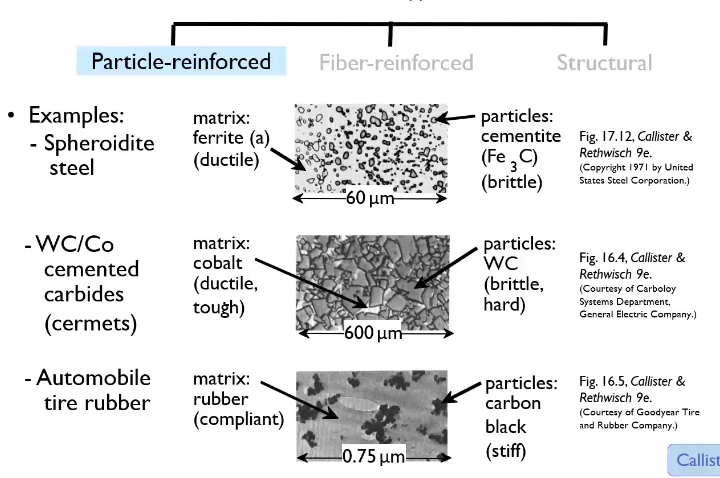 Particle-reinforced
Fiber-reinforced
Structural
• Examples:
- Spheroidite
steel
matrix:
ferrite (a)
(ductile)
60 μm
particles:
cementite
(Fe3C)
(brittle)
Fig. 17.12, Callister &
Rethwisch 9e.
(Copyright 1971 by United
States Steel Corporation.)
- WC/Co
cemented
carbides
(cermets)
matrix:
cobalt
(ductile,
tough)
600 μm
particles:
WC
(brittle,
hard)
Fig. 16.4, Callister &
Rethwisch 9e.
(Courtesy of Carboloy
Systems Department,
General Electric Company.)
- Automobile
tire rubber
matrix:
rubber
(compliant)
0.75 μm
particles:
carbon
black
(stiff)
Fig. 16.5, Callister &
Rethwisch 9e.
(Courtesy of Goodyear Tire
and Rubber Company.)